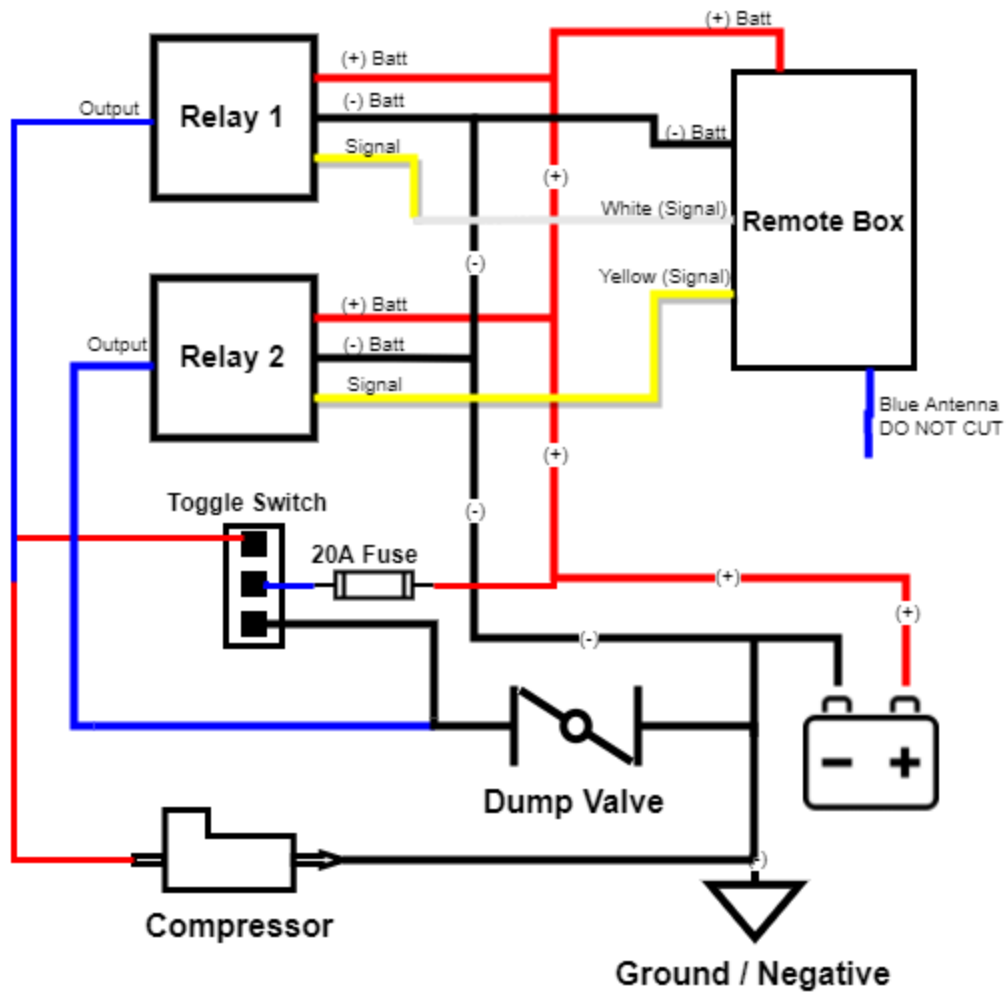 (+) Batt
(+) Batt
Output
Relay 1
(-) Batt
(-) Batt
Signal
(+)
White (Signal)
Remote Box
(-)
Yellow (Signal)
(+) Batt
Output
Relay 2
(-) Batt
Signal
Blue Antenna
DO NOT CUT
(+)
Toggle Switch
(-)
20A Fuse
(+)
(+)
(-)
Dump Valve
− +
(-)
Compressor
Ground / Negative